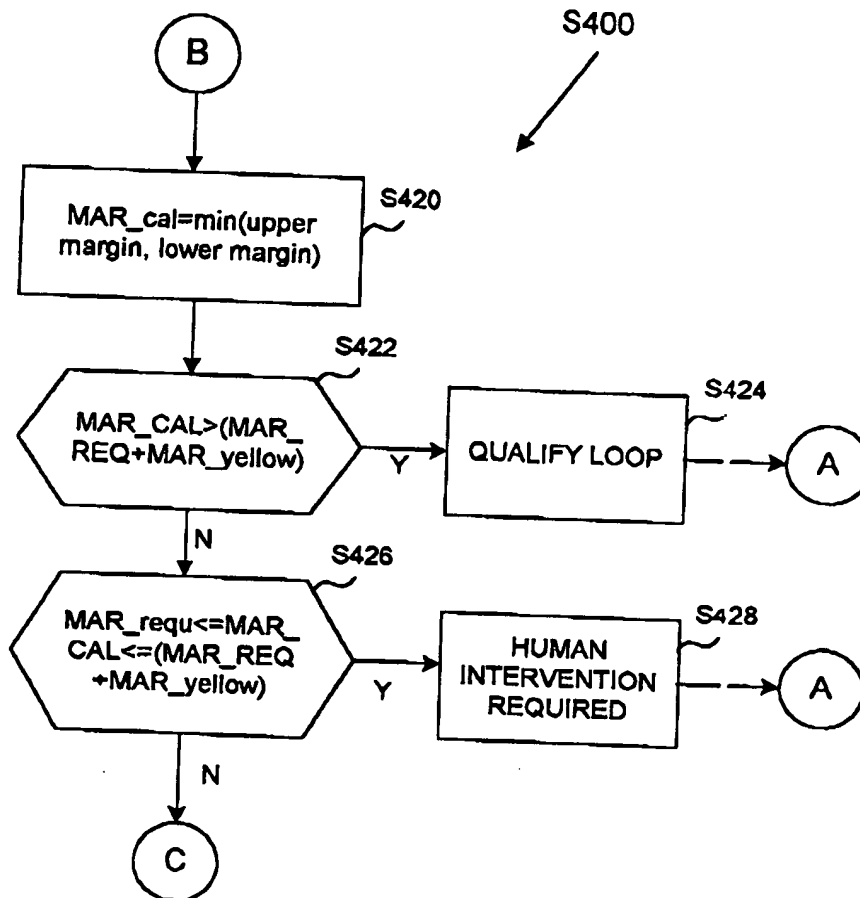 S400
B
S420
MAR_cal=min(upper
margin, lower margin)
S422
MAR_CAL>(MAR_
REQ+MAR_yellow)
Y
S424
QUALIFY LOOP
A
N
S426
MAR_requ<=MAR_
CAL<=(MAR_REQ
+MAR_yellow)
Y
S428
HUMAN
INTERVENTION
REQUIRED
A
N
C